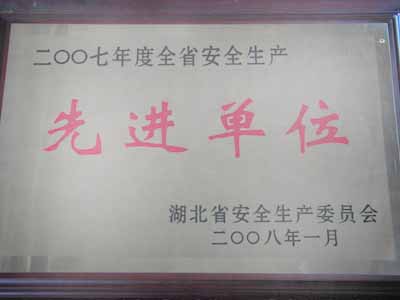 二〇〇七年度全省安全生产
先进单位
湖北省安全生产委员会
二〇〇八年一月